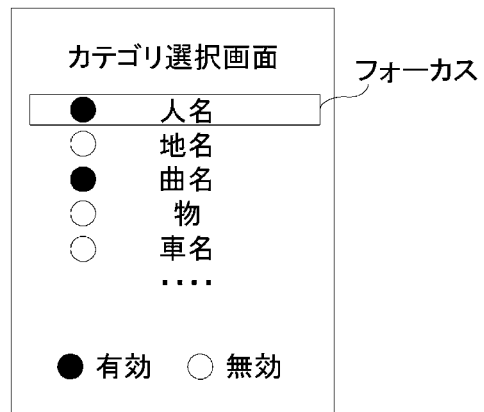 カテゴリ選択画面
フォーカス
● 人名
○ 地名
● 曲名
○ 物
○ 車名
････
● 有効 ○ 無効